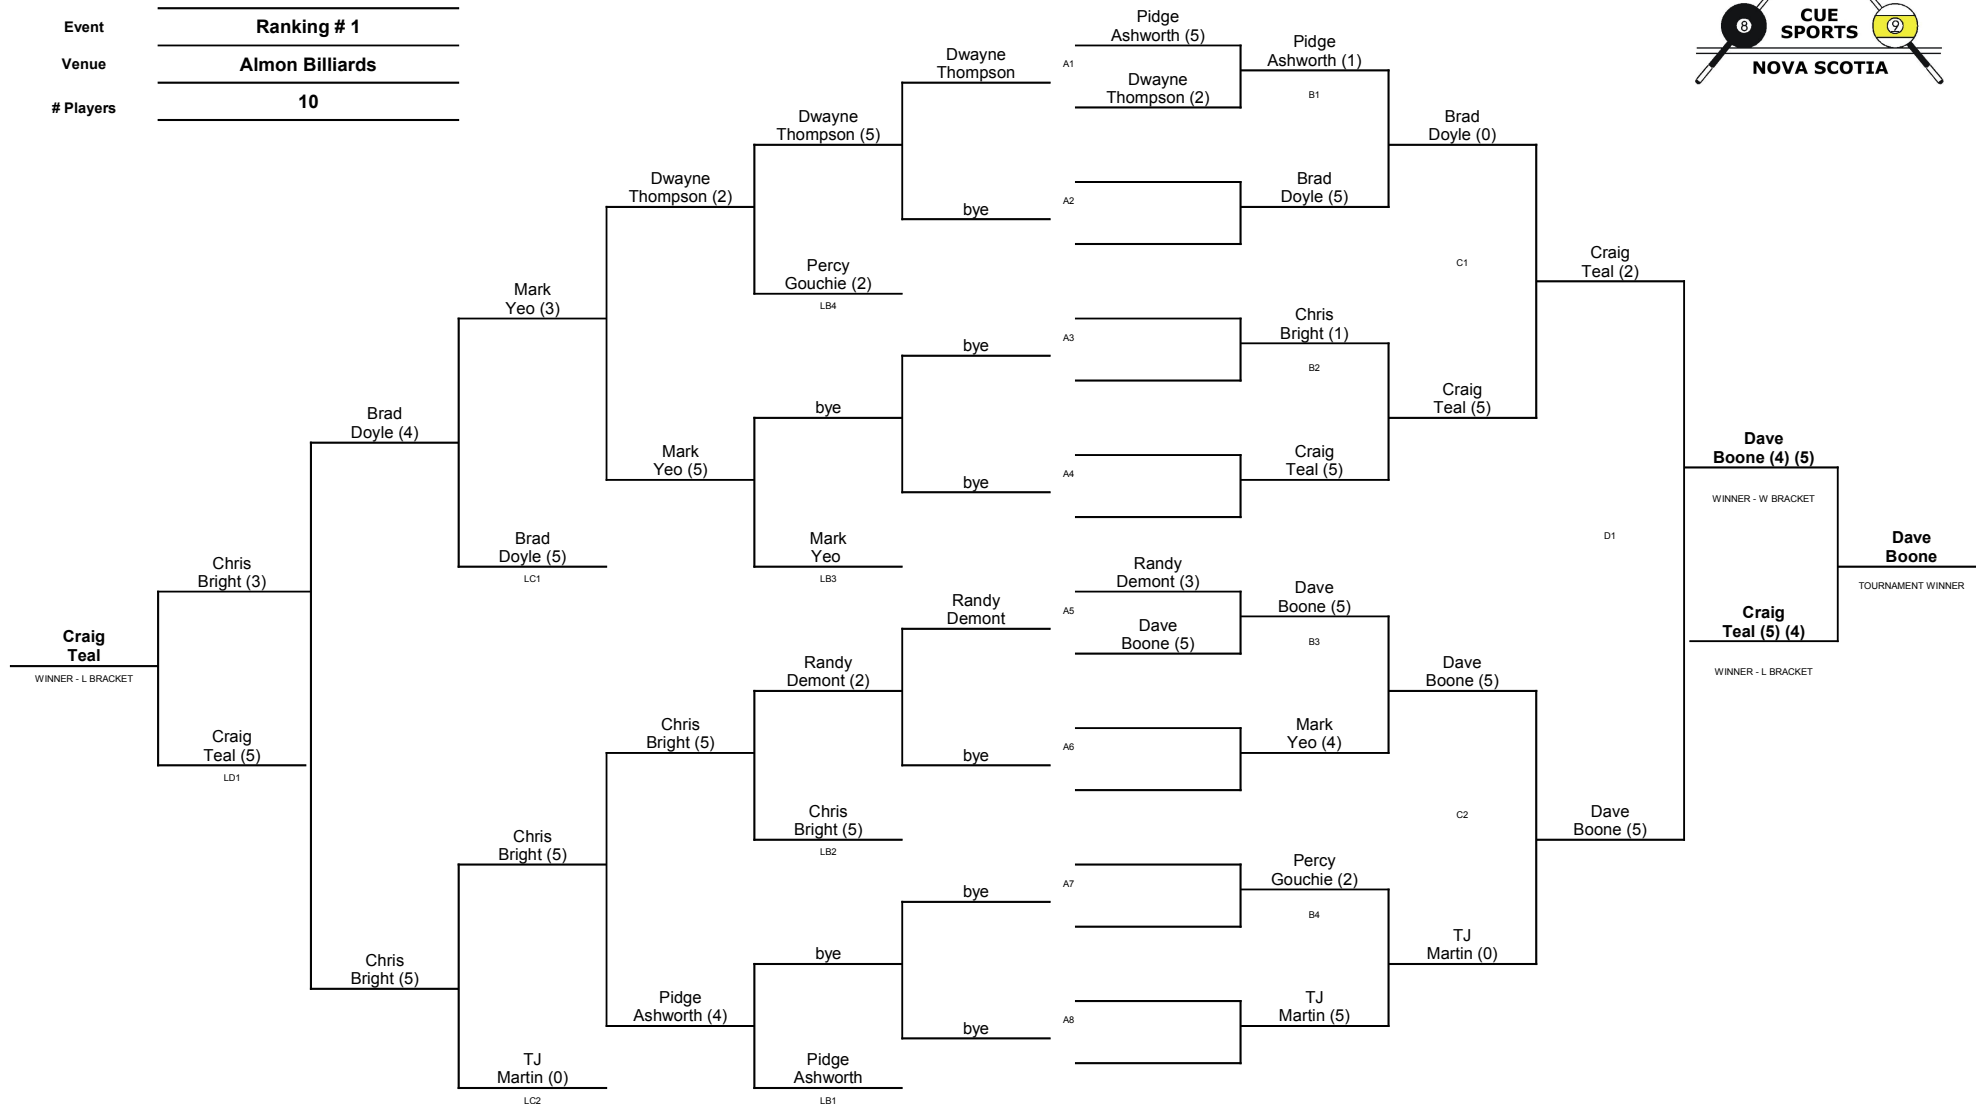 Event
Ranking # 1
Venue
Almon Billiards
# Players
10
8
CUE
SPORTS
9
NOVA SCOTIA
Craig
Teal
WINNER - L BRACKET
Chris
Bright (3)
Craig
Teal (5)
LD1
Brad
Doyle (4)
Chris
Bright (5)
Mark
Yeo (3)
Brad
Doyle (5)
LC1
Chris
Bright (5)
TJ
Martin (0)
LC2
Dwayne
Thompson (2)
Mark
Yeo (5)
Chris
Bright (5)
Pidge
Ashworth (4)
Dwayne
Thompson (5)
Percy
Gouchie (2)
LB4
bye
Mark
Yeo
LB3
Randy
Demont (2)
Chris
Bright (5)
LB2
bye
Pidge
Ashworth
LB1
Dwayne
Thompson
bye
bye
bye
Randy
Demont
bye
bye
bye
A1
Pidge
Ashworth (5)
Dwayne
Thompson (2)
A2
A3
A4
A5
Randy
Demont (3)
Dave
Boone (5)
A6
A7
A8
Pidge
Ashworth (1)
B1
Brad
Doyle (5)
Chris
Bright (1)
B2
Craig
Teal (5)
Dave
Boone (5)
B3
Mark
Yeo (4)
Percy
Gouchie (2)
B4
TJ
Martin (5)
Brad
Doyle (0)
C1
Craig
Teal (5)
Dave
Boone (5)
C2
TJ
Martin (0)
Craig
Teal (2)
D1
Dave
Boone (5)
Dave
Boone (4) (5)
WINNER - W BRACKET
Craig
Teal (5) (4)
WINNER - L BRACKET
Dave
Boone
TOURNAMENT WINNER